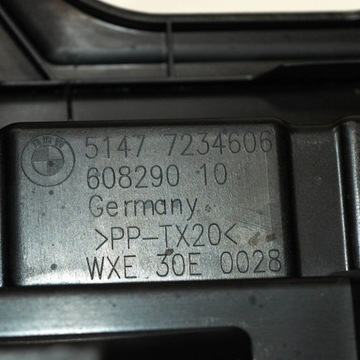 5147 7234606
608290 10
Germany
>PP-TX20<
WXE 30E 0028